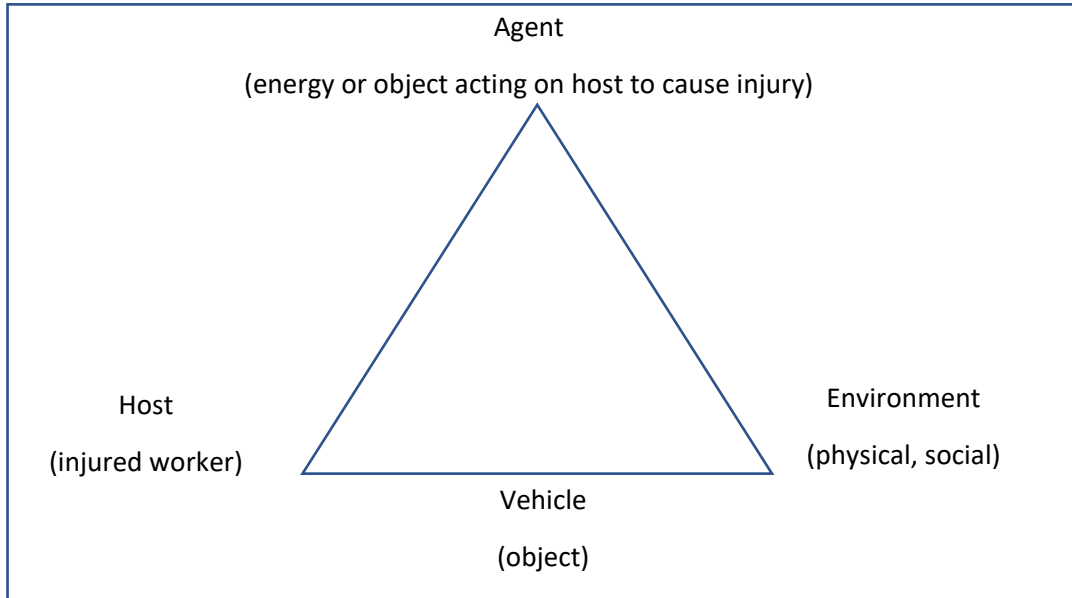 Agent
(energy or object acting on host to cause injury)
Host
(injured worker)
Environment
(physical, social)
Vehicle
(object)